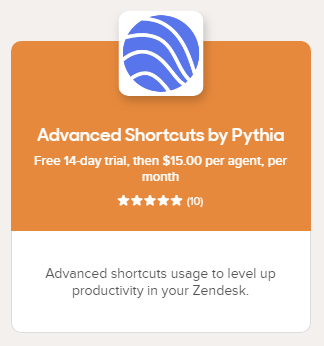 Advanced Shortcuts by Pythia
Free 14-day trial, then $15.00 per agent, per
month
(10)
Advanced shortcuts usage to level up
productivity in your Zendesk.